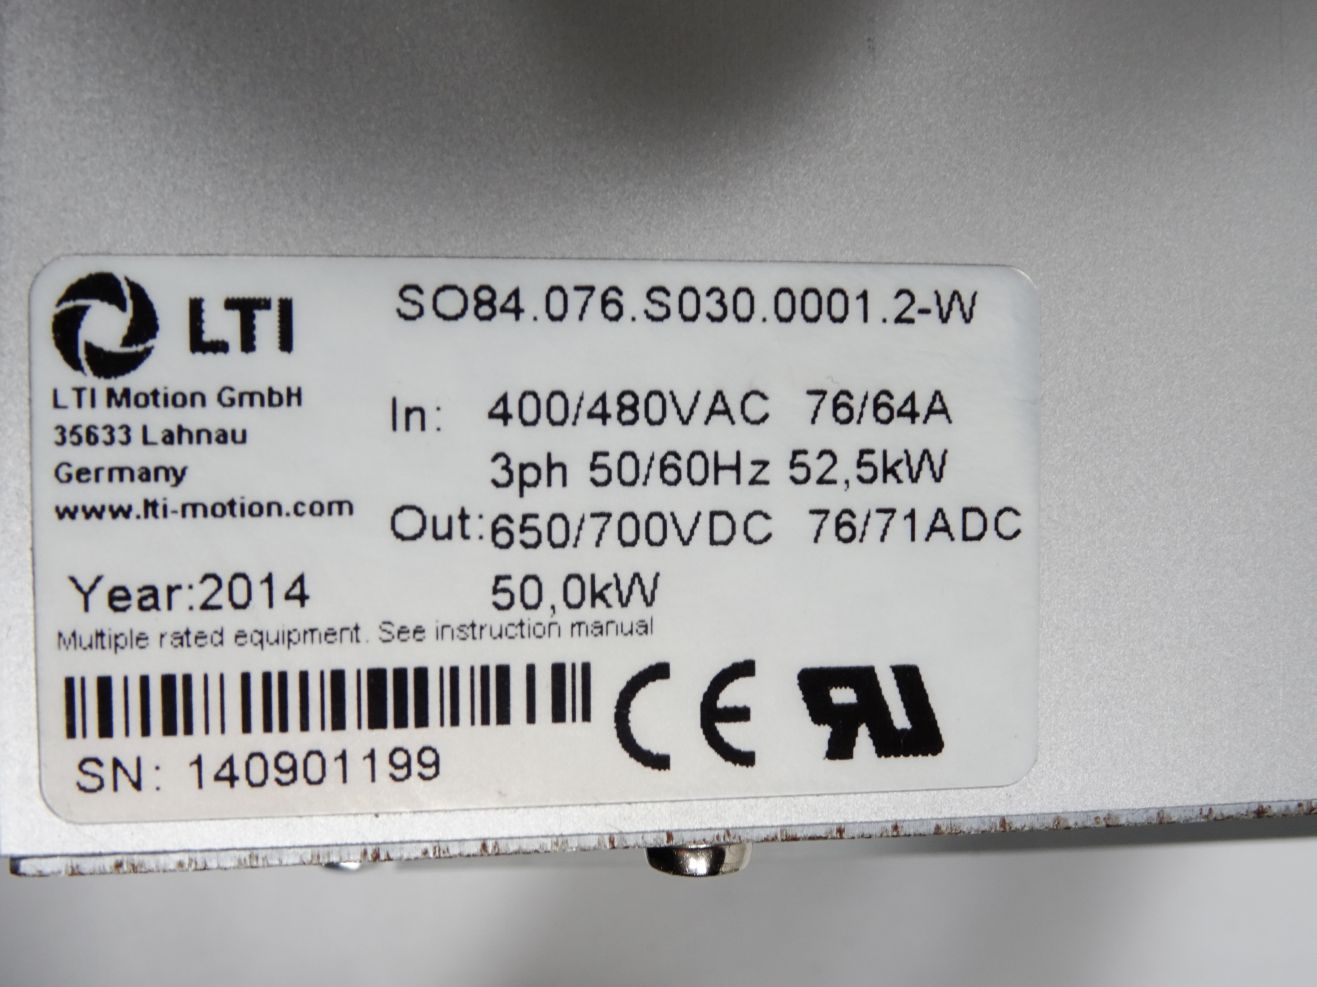 LTI
SO84.076.S030.0001.2-W
LTI Motion GmbH
35633 Lahnau
Germany
www.lti-motion.com
In: 400/480VAC 76/64A
3ph 50/60Hz 52,5kW
Out:650/700VDC 76/71ADC
50,0kW
Year:2014
Multiple rated equipment. See instruction manual
SN: 140901199
CE
RU